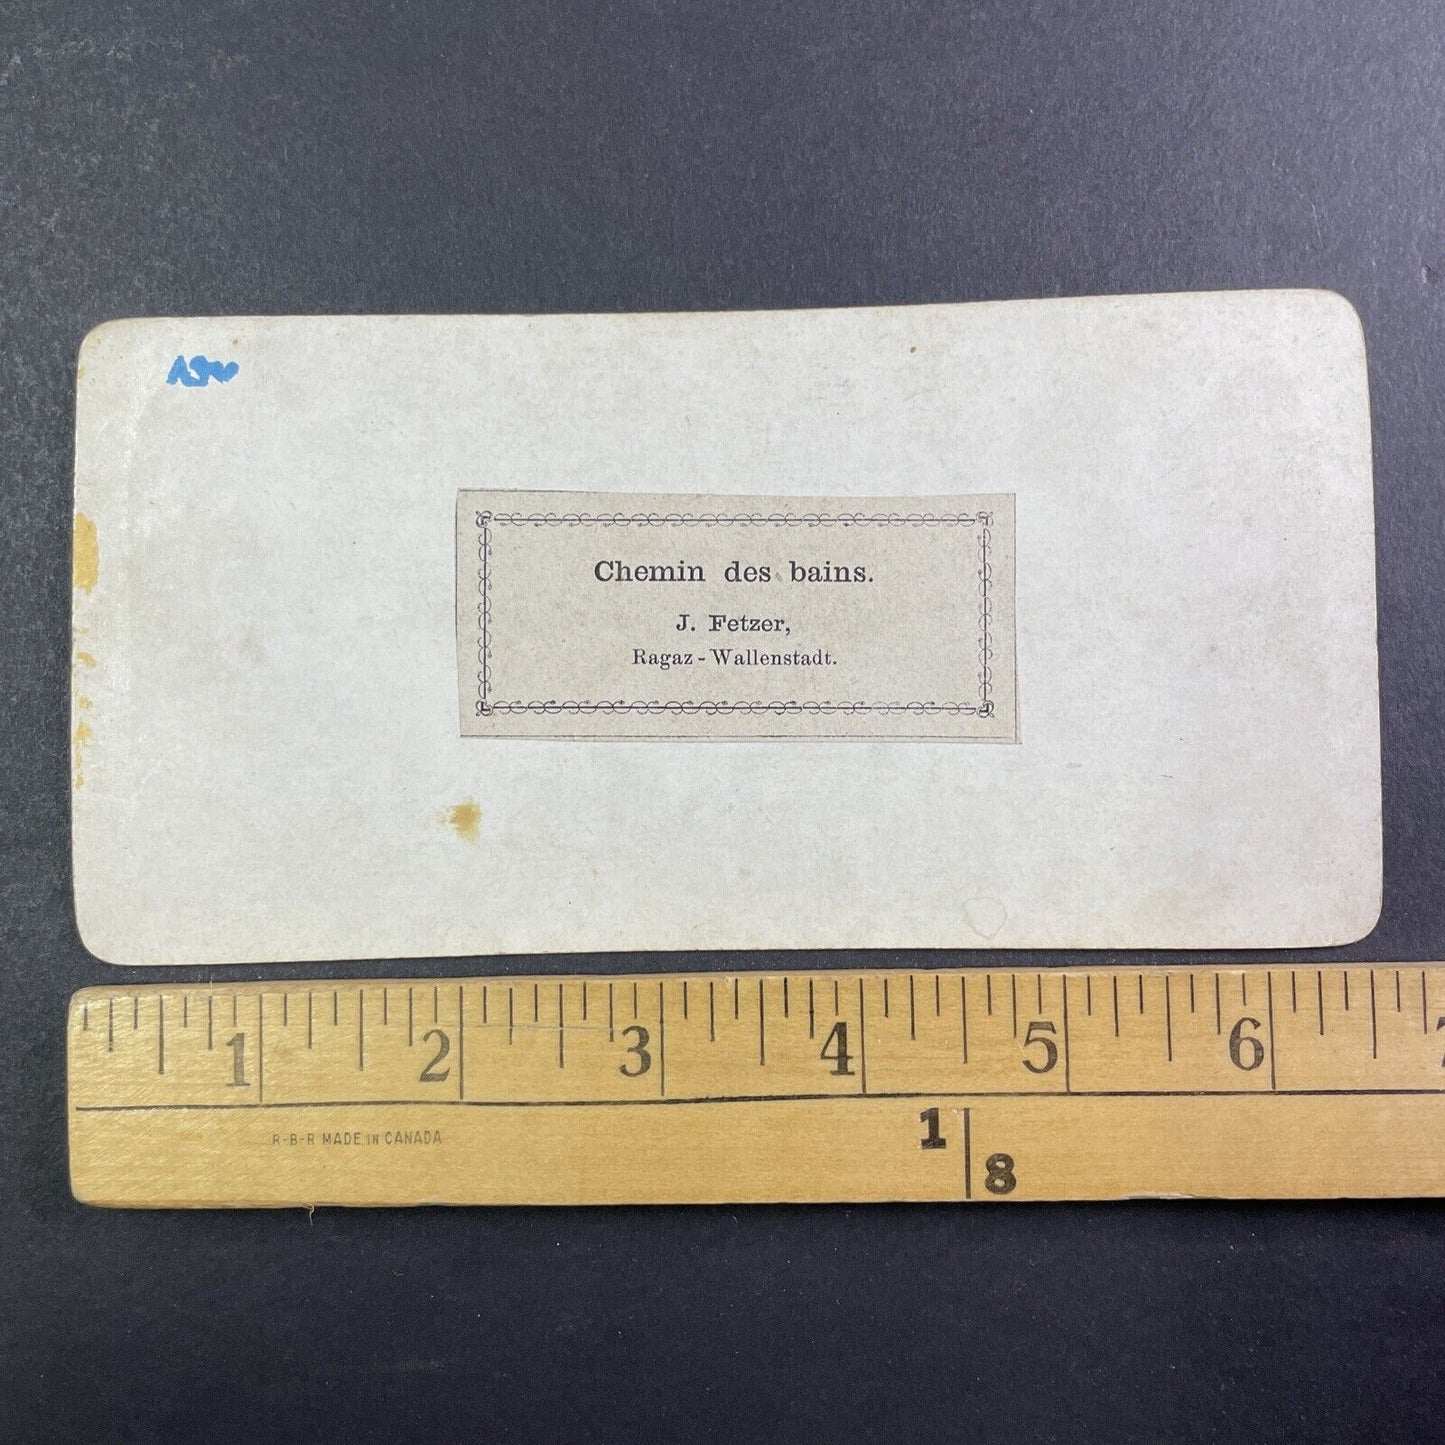 Chemin des bains.
J. Fetzer,
Ragaz - Wallenstadt.
1 2 3 4 5 6
R-B-R MADE IN CANADA
1 8